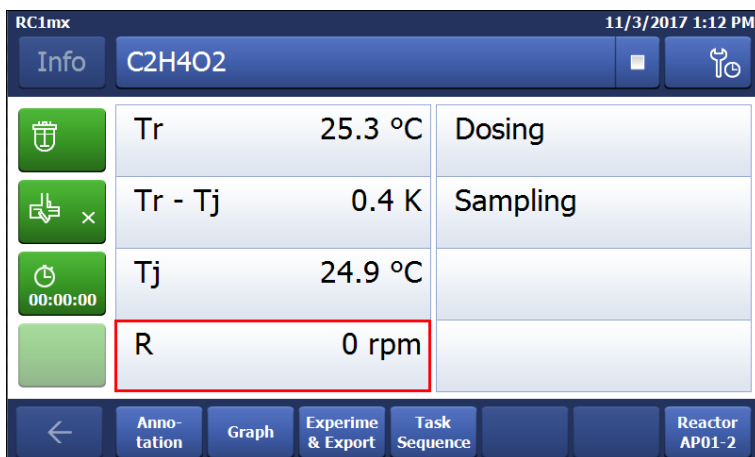 RC1mx 11/3/2017 1:12 PM
Info C2H4O2
Tr 25.3 °C Dosing
Tr - Tj 0.4 K Sampling
Tj 24.9 °C
00:00:00
R 0 rpm
Anno-
tation
Graph
Experime
& Export
Task
Sequence
Reactor
AP01-2